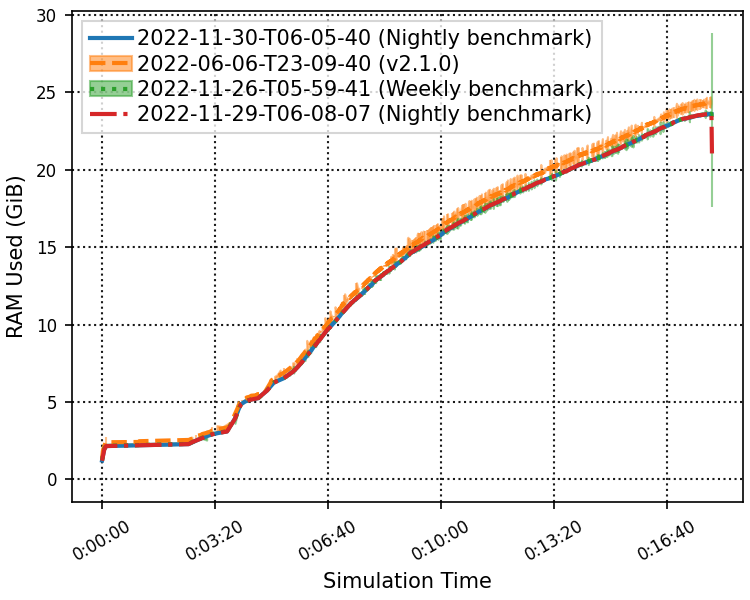 2022-11-30-T06-05-40 (Nightly benchmark)
2022-06-06-T23-09-40 (v2.1.0)
2022-11-26-T05-59-41 (Weekly benchmark)
2022-11-29-T06-08-07 (Nightly benchmark)
30
25
20
15
10
5
0
RAM Used (GiB)
0:00:00
0:03:20
0:06:40
0:10:00
0:13:20
0:16:40
Simulation Time